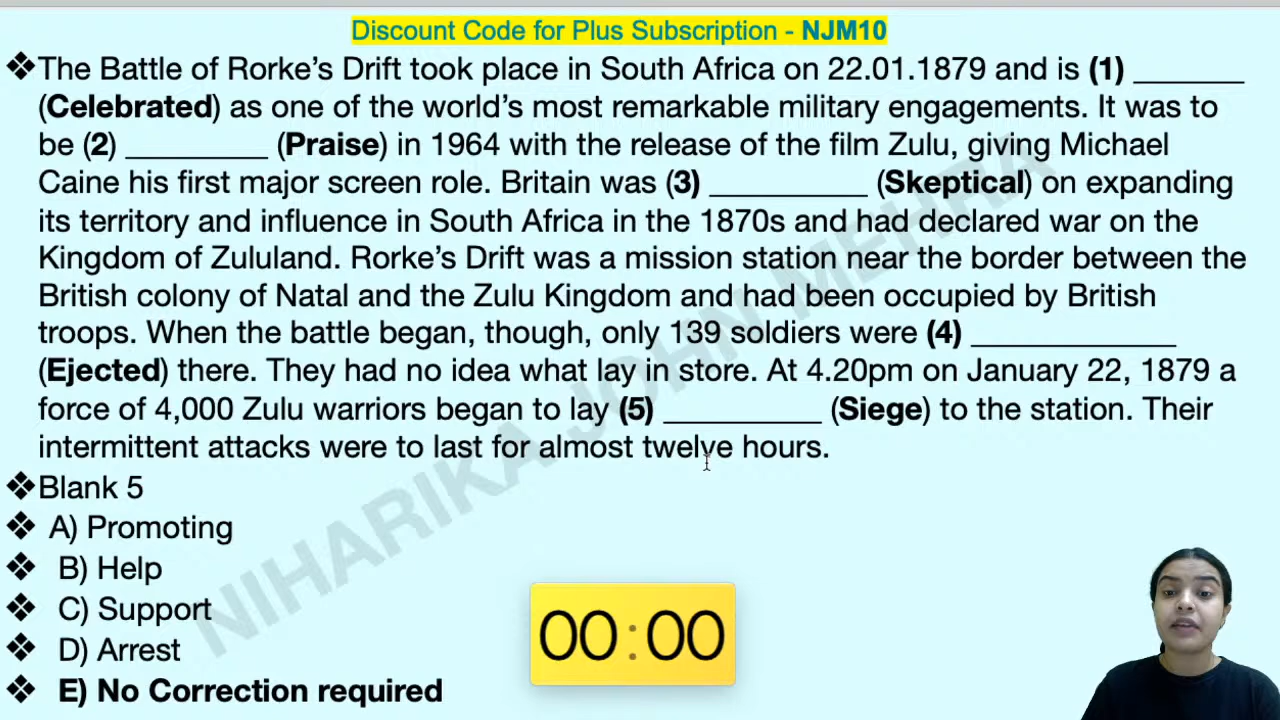 Discount Code for Plus Subscription - NJM10
❖The Battle of Rorke's Drift took place in South Africa on 22.01.1879 and is (1) _______
(Celebrated) as one of the world's most remarkable military engagements. It was to
be (2) _________ (Praise) in 1964 with the release of the film Zulu, giving Michael
Caine his first major screen role. Britain was (3) __________ (Skeptical) on expanding
its territory and influence in South Africa in the 1870s and had declared war on the
Kingdom of Zululand. Rorke's Drift was a mission station near the border between the
British colony of Natal and the Zulu Kingdom and had been occupied by British
troops. When the battle began, though, only 139 soldiers were (4) _____________
(Ejected) there. They had no idea what lay in store. At 4.20pm on January 22, 1879 a
force of 4,000 Zulu warriors began to lay (5) __________ (Siege) to the station. Their
intermittent attacks were to last for almost twelve hours.
❖Blank 5
❖ A) Promoting
❖ B) Help
❖ C) Support
❖ D) Arrest
❖ E) No Correction required
00:00
NIHARIKA JOHN MEHRA